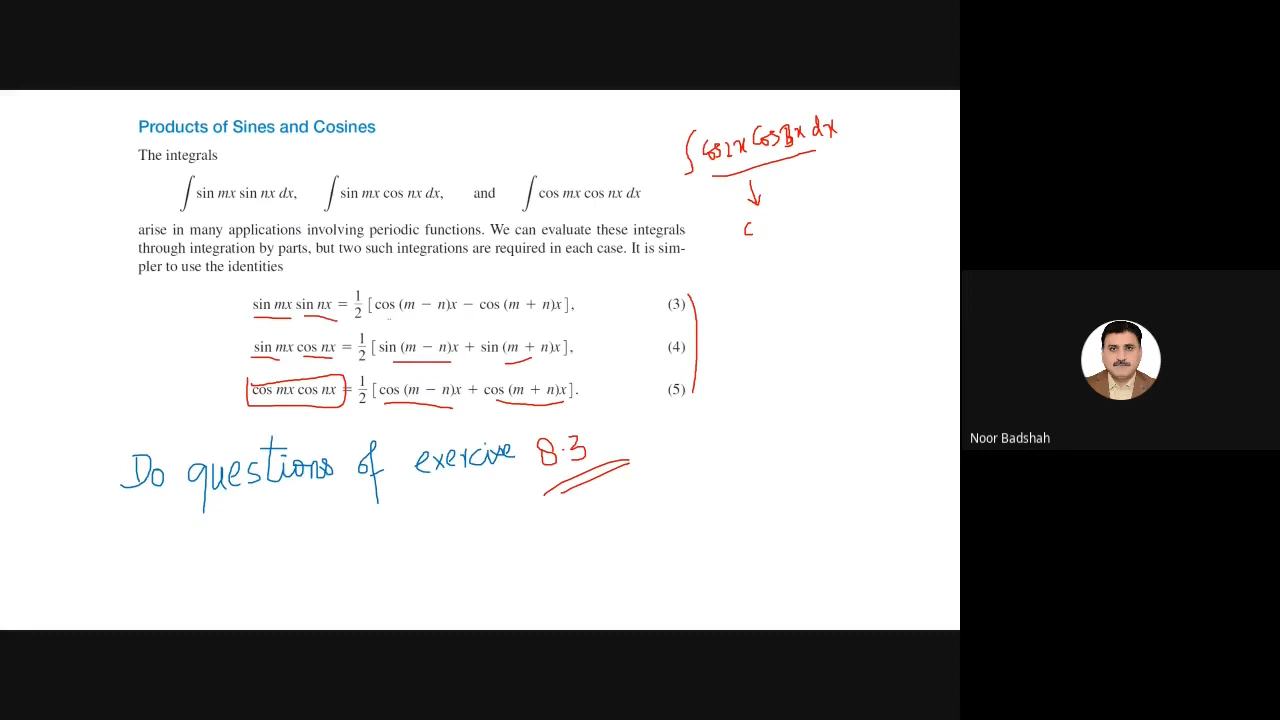 Products of Sines and Cosines
The integrals
∫ sin mx sin nx dx, ∫ sin mx cos nx dx, and ∫ cos mx cos nx dx
arise in many applications involving periodic functions. We can evaluate these integrals
through integration by parts, but two such integrations are required in each case. It is sim-
pler to use the identities
sin mx sin nx = 1/2 [cos (m − n)x − cos (m + n)x], (3)
sin mx cos nx = 1/2 [sin (m − n)x + sin (m + n)x], (4)
cos mx cos nx = 1/2 [cos (m − n)x + cos (m + n)x]. (5)
Do questions of exercise 8.3
∫ Cos2x Cos3x dx
C
Noor Badshah